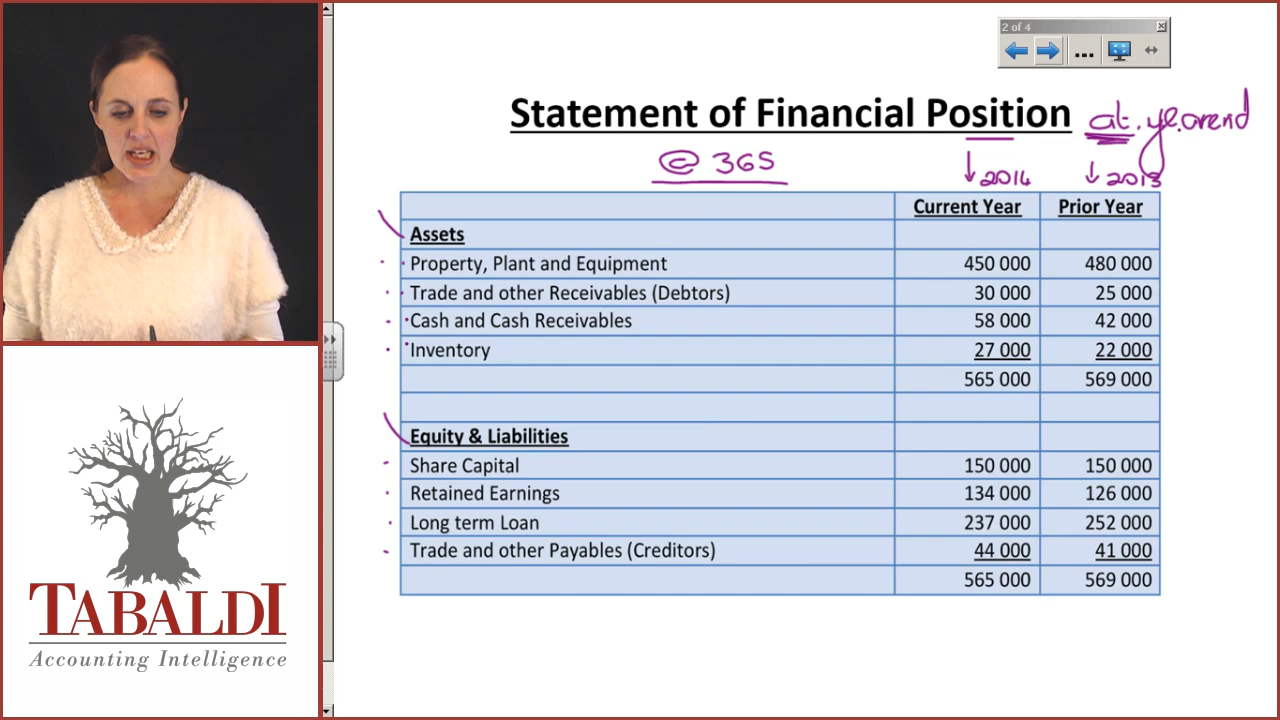 2 of 4
Statement of Financial Position at year end
@ 365
2014 2013
Current Year Prior Year
Assets
Property, Plant and Equipment 450 000 480 000
Trade and other Receivables (Debtors) 30 000 25 000
Cash and Cash Receivables 58 000 42 000
Inventory 27 000 22 000
565 000 569 000
Equity & Liabilities
Share Capital 150 000 150 000
Retained Earnings 134 000 126 000
Long term Loan 237 000 252 000
Trade and other Payables (Creditors) 44 000 41 000
565 000 569 000
TABALDI
Accounting Intelligence